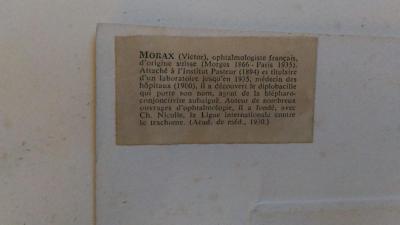 MORAX (Victor), ophtalmologiste français,
d'origine suisse (Morges 1866 - Paris 1935).
Attaché à l'Institut Pasteur (1894) et titulaire
d'un laboratoire jusqu'en 1935, médecin des
hôpitaux (1900), il a découvert le diplobacille
qui porte son nom, agent de la blépharo-
conjonctivite subaiguë. Auteur de nombreux
ouvrages d'ophtalmologie, il a fondé, avec
Ch. Nicolle, la Ligue internationale contre
le trachome. (Acad. de méd., 1930.)